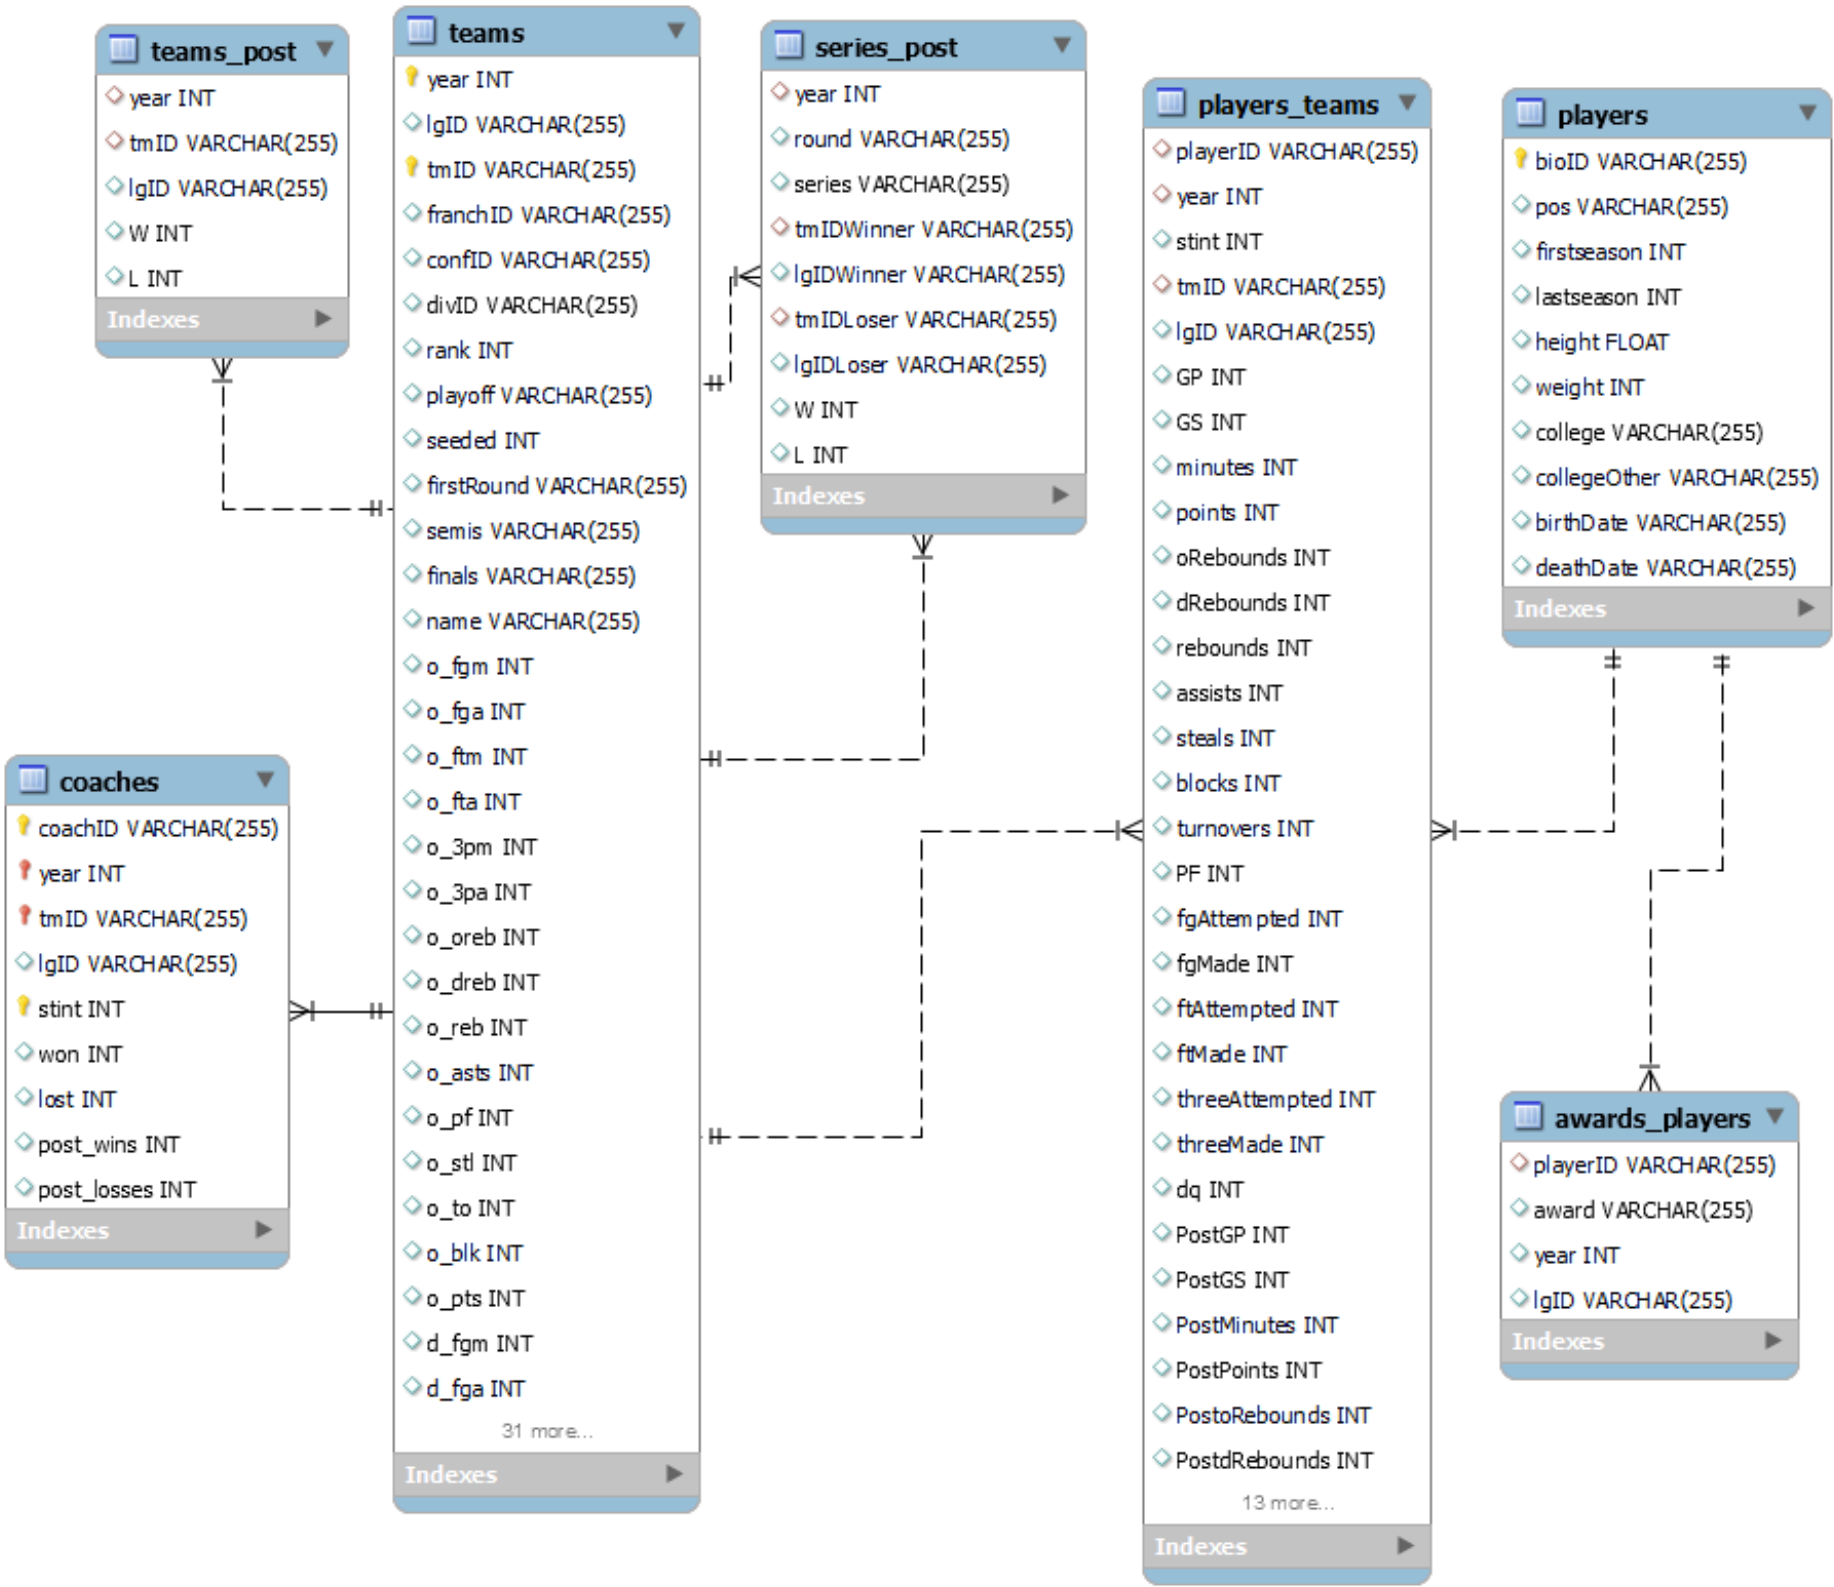 teams_post
year INT
tmID VARCHAR(255)
lgID VARCHAR(255)
W INT
L INT
Indexes
teams
year INT
lgID VARCHAR(255)
tmID VARCHAR(255)
franchID VARCHAR(255)
confID VARCHAR(255)
divID VARCHAR(255)
rank INT
playoff VARCHAR(255)
seeded INT
firstRound VARCHAR(255)
semis VARCHAR(255)
finals VARCHAR(255)
name VARCHAR(255)
o_fgm INT
o_fga INT
o_ftm INT
o_fta INT
o_3pm INT
o_3pa INT
o_oreb INT
o_dreb INT
o_reb INT
o_asts INT
o_pf INT
o_stl INT
o_to INT
o_blk INT
o_pts INT
d_fgm INT
d_fga INT
31 more...
Indexes
series_post
year INT
round VARCHAR(255)
series VARCHAR(255)
tmIDWinner VARCHAR(255)
lgIDWinner VARCHAR(255)
tmIDLoser VARCHAR(255)
lgIDLoser VARCHAR(255)
W INT
L INT
Indexes
players_teams
playerID VARCHAR(255)
year INT
stint INT
tmID VARCHAR(255)
lgID VARCHAR(255)
GP INT
GS INT
minutes INT
points INT
oRebounds INT
dRebounds INT
rebounds INT
assists INT
steals INT
blocks INT
turnovers INT
PF INT
fgAttempted INT
fgMade INT
ftAttempted INT
ftMade INT
threeAttempted INT
threeMade INT
dq INT
PostGP INT
PostGS INT
PostMinutes INT
PostPoints INT
PostoRebounds INT
PostdRebounds INT
13 more...
Indexes
players
bioID VARCHAR(255)
pos VARCHAR(255)
firstseason INT
lastseason INT
height FLOAT
weight INT
college VARCHAR(255)
collegeOther VARCHAR(255)
birthDate VARCHAR(255)
deathDate VARCHAR(255)
Indexes
coaches
coachID VARCHAR(255)
year INT
tmID VARCHAR(255)
lgID VARCHAR(255)
stint INT
won INT
lost INT
post_wins INT
post_losses INT
Indexes
awards_players
playerID VARCHAR(255)
award VARCHAR(255)
year INT
lgID VARCHAR(255)
Indexes